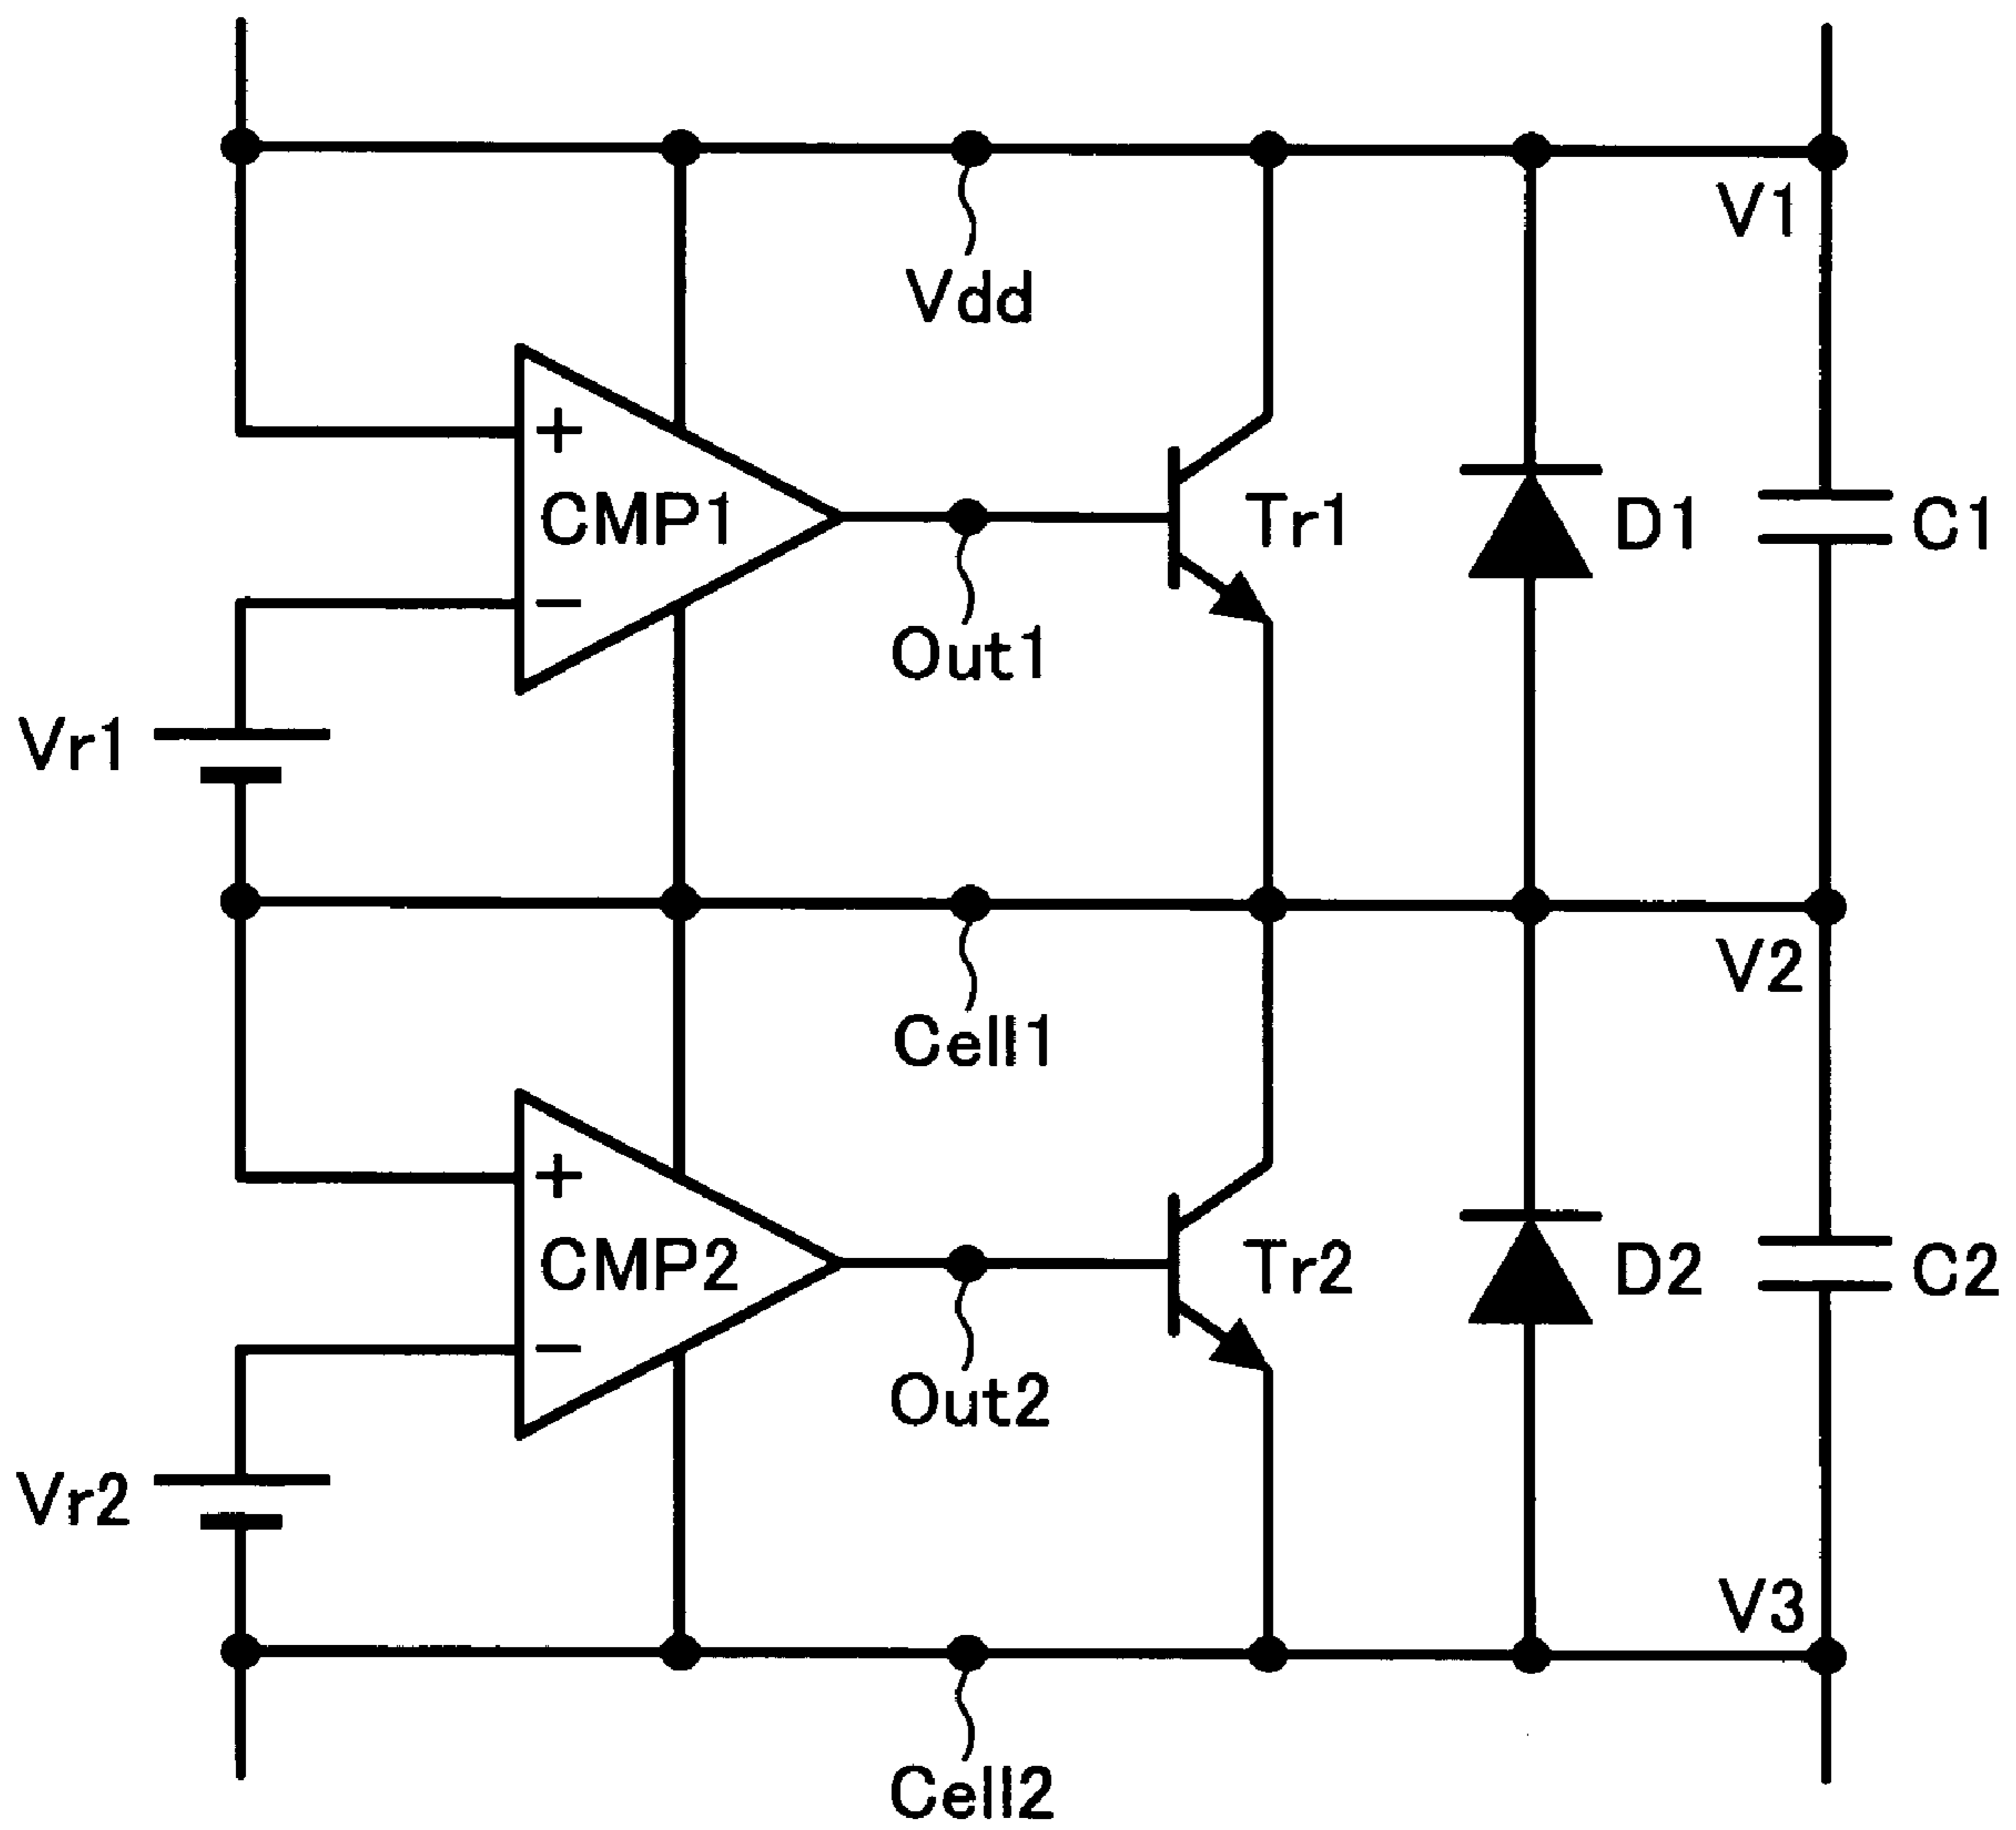 V1
Vdd
+
CMP1
Tr1
D1
C1
−
Out1
Vr1
V2
Cell1
+
CMP2
Tr2
D2
C2
−
Out2
Vr2
V3
Cell2